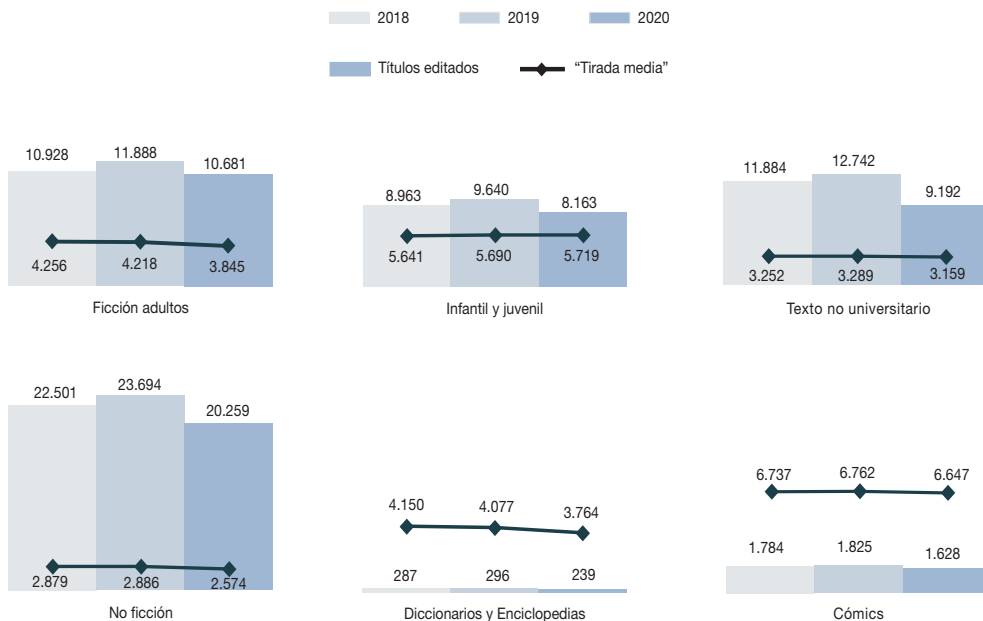 2018 2019 2020
Títulos editados “Tirada media”
10.928 11.888 10.681
4.256 4.218 3.845
Ficción adultos
8.963 9.640 8.163
5.641 5.690 5.719
Infantil y juvenil
11.884 12.742 9.192
3.252 3.289 3.159
Texto no universitario
22.501 23.694 20.259
2.879 2.886 2.574
No ficción
4.150 4.077 3.764
287 296 239
Diccionarios y Enciclopedias
6.737 6.762 6.647
1.784 1.825 1.628
Cómics